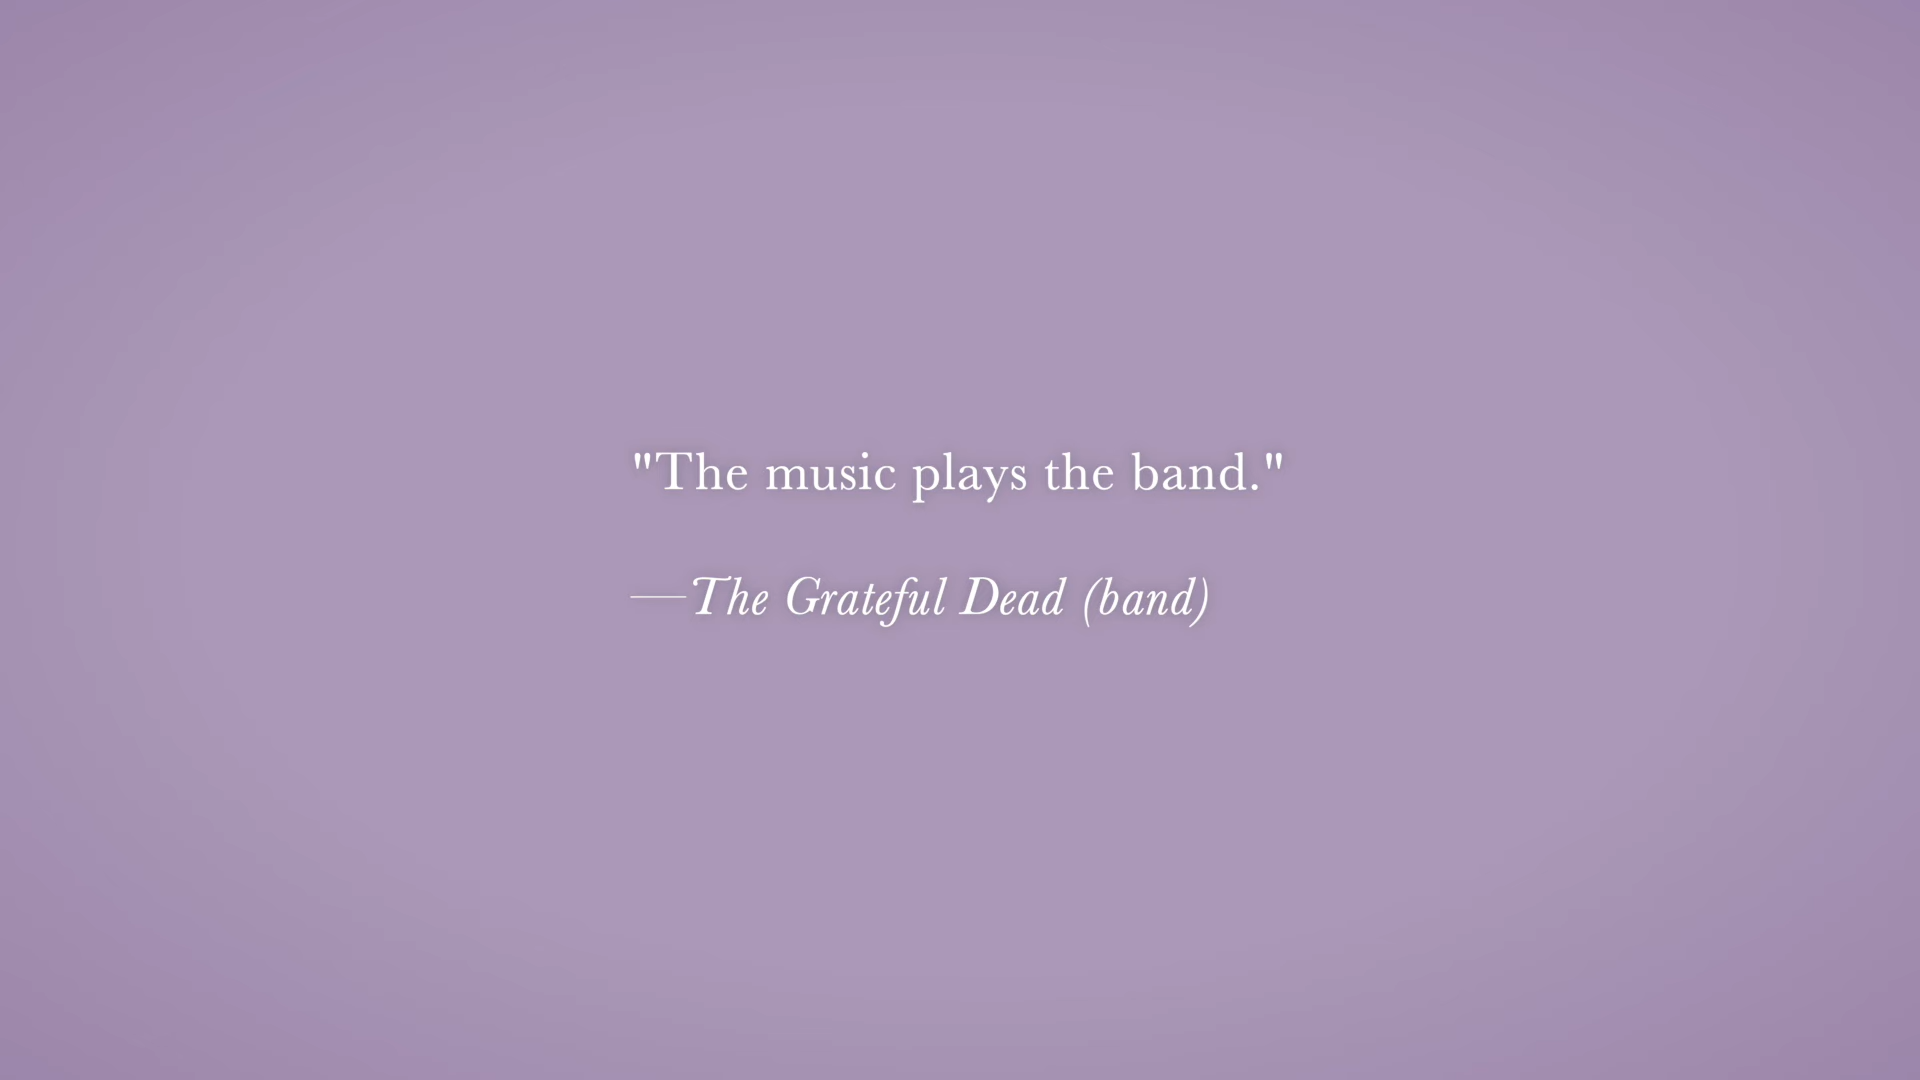 "The music plays the band."
—The Grateful Dead (band)